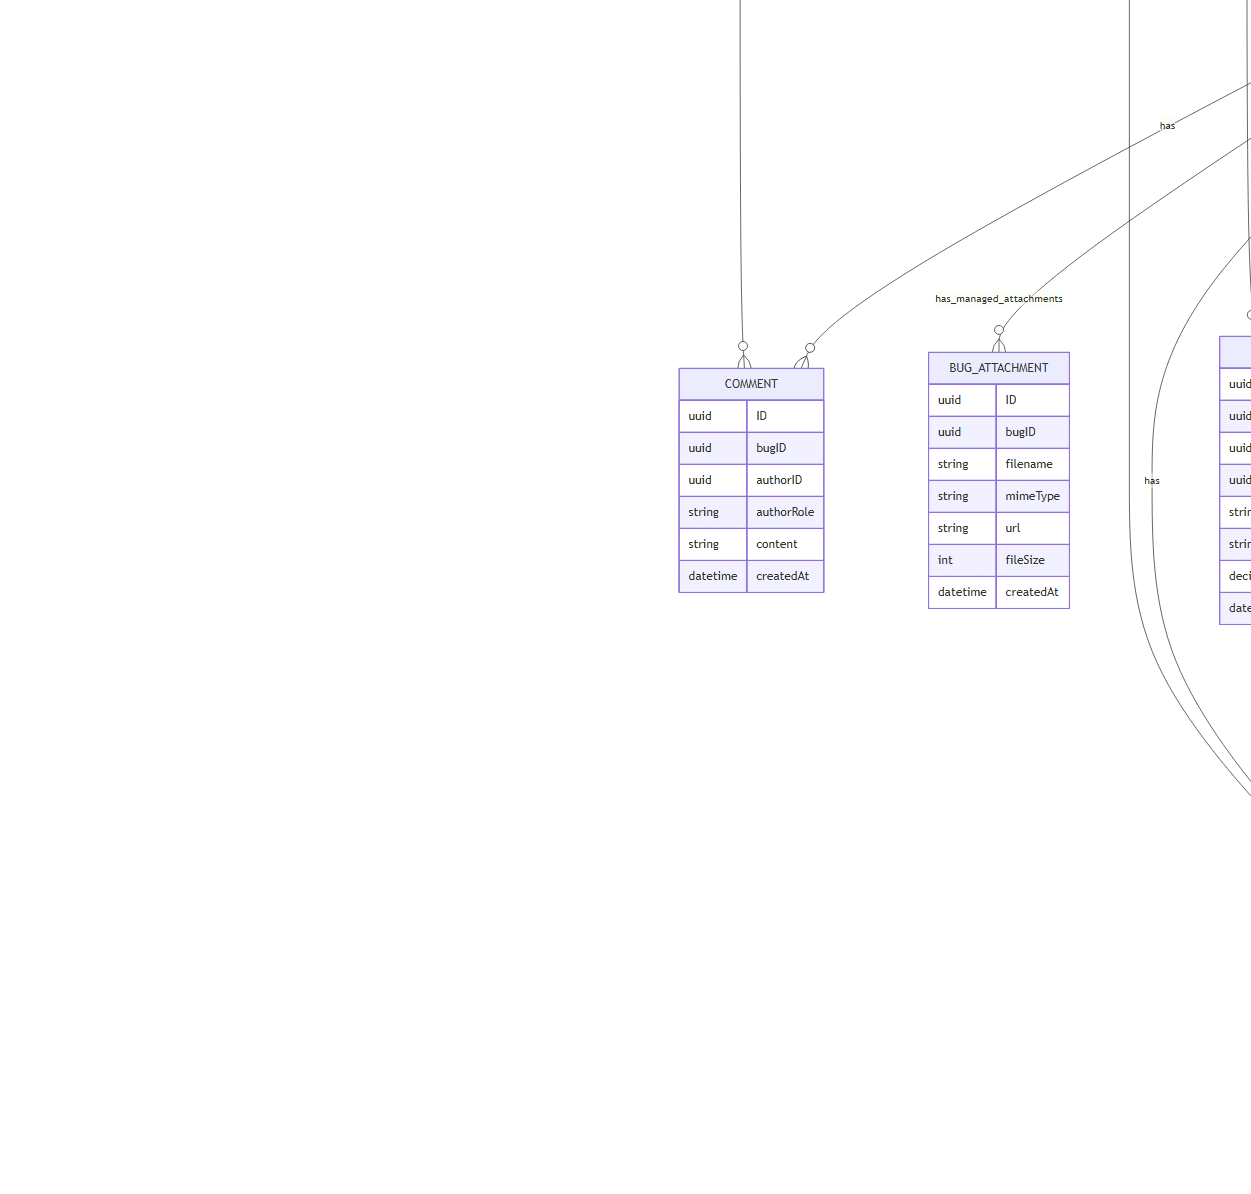 has
has_managed_attachments
COMMENT
uuid ID
uuid bugID
uuid authorID
string authorRole
string content
datetime createdAt
BUG_ATTACHMENT
uuid ID
uuid bugID
string filename
string mimeType
string url
int fileSize
datetime createdAt
has
uuid
uuid
uuid
uuid